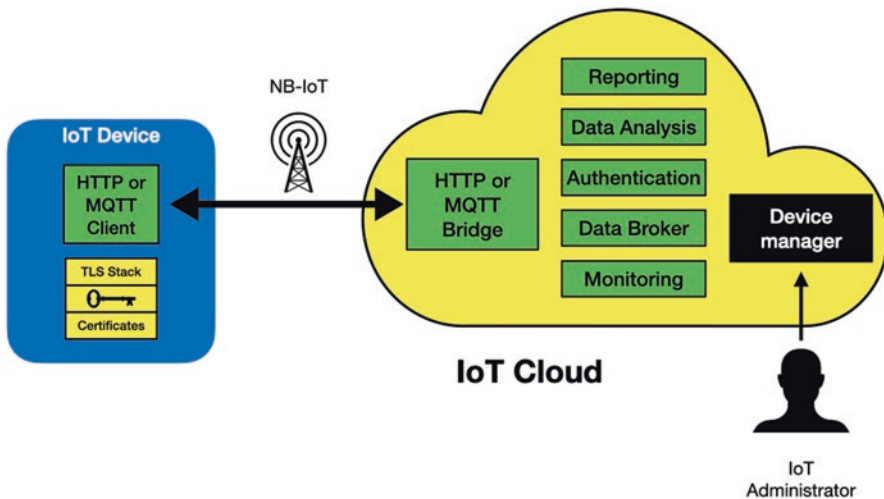 NB-IoT
IoT Device
HTTP or
MQTT
Client
TLS Stack
Certificates
HTTP or
MQTT
Bridge
Reporting
Data Analysis
Authentication
Data Broker
Monitoring
Device
manager
IoT Cloud
IoT
Administrator